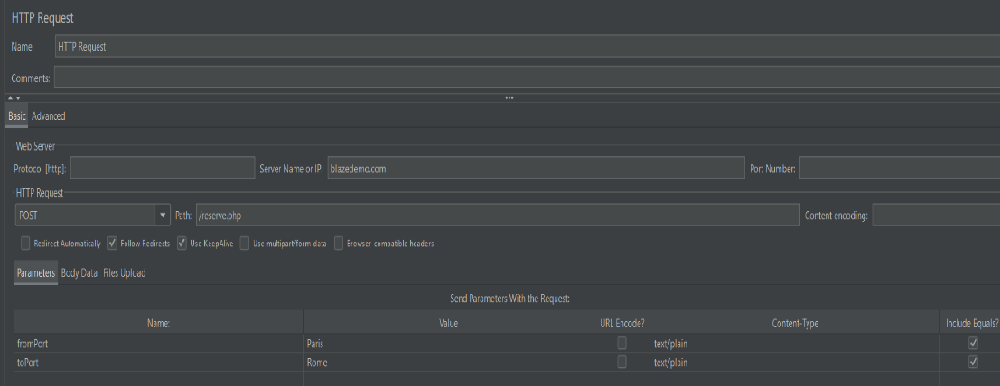 HTTP Request
Name: HTTP Request
Comments:
Basic Advanced
Web Server
Protocol [http]: Server Name or IP: blazedemo.com Port Number:
HTTP Request
POST Path: /reserve.php Content encoding:
Redirect Automatically Follow Redirects Use KeepAlive Use multipart/form-data Browser-compatible headers
Parameters Body Data Files Upload
Send Parameters With the Request:
Name: Value URL Encode? Content-Type Include Equals?
fromPort Paris text/plain
toPort Rome text/plain